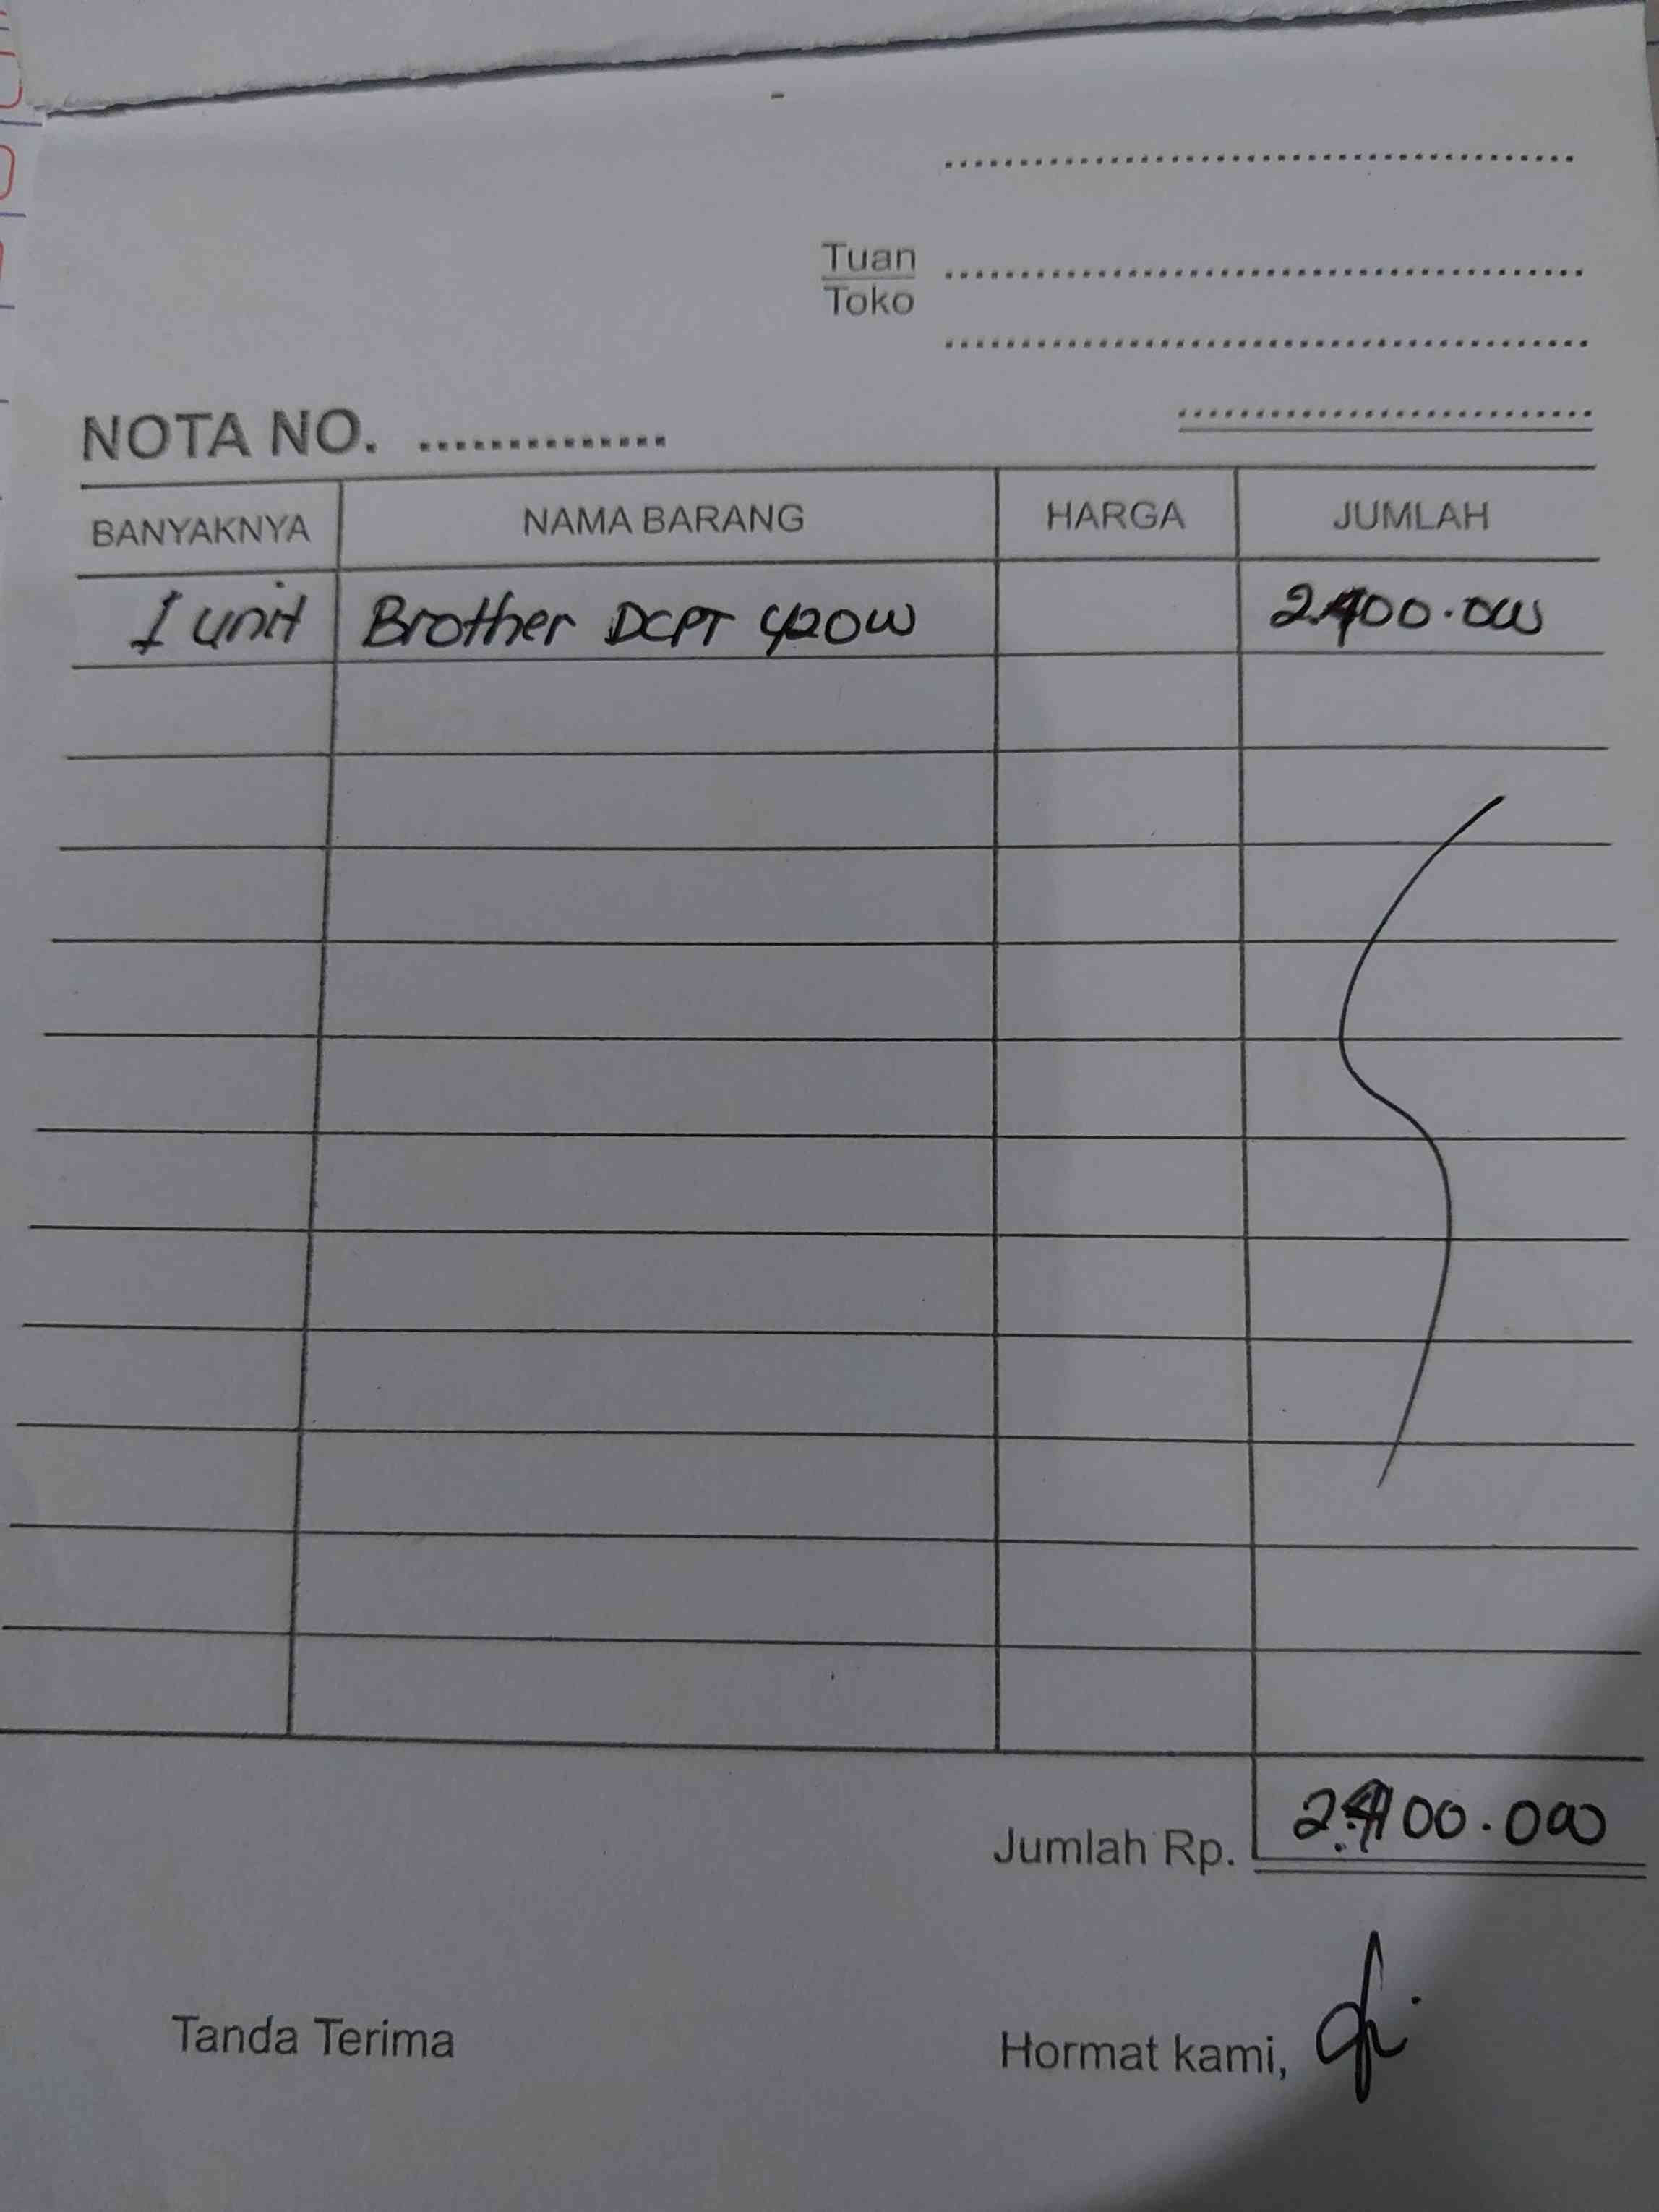 Tuan
Toko
NOTA NO.
BANYAKNYA NAMA BARANG HARGA JUMLAH
1 unit Brother DCPT 420W 2.400.000
Jumlah Rp. 2.400.000
Tanda Terima Hormat kami,